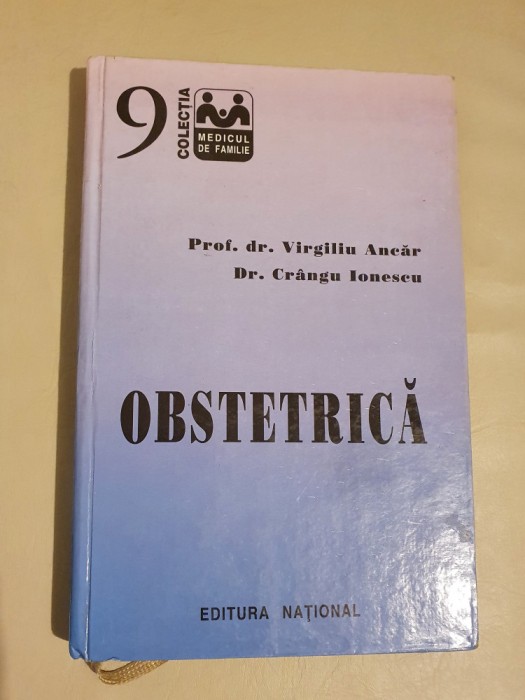 9
COLECȚIA
MEDICUL
DE FAMILIE
Prof. dr. Virgiliu Ancăr
Dr. Crângu Ionescu
OBSTETRICĂ
EDITURA NAȚIONAL